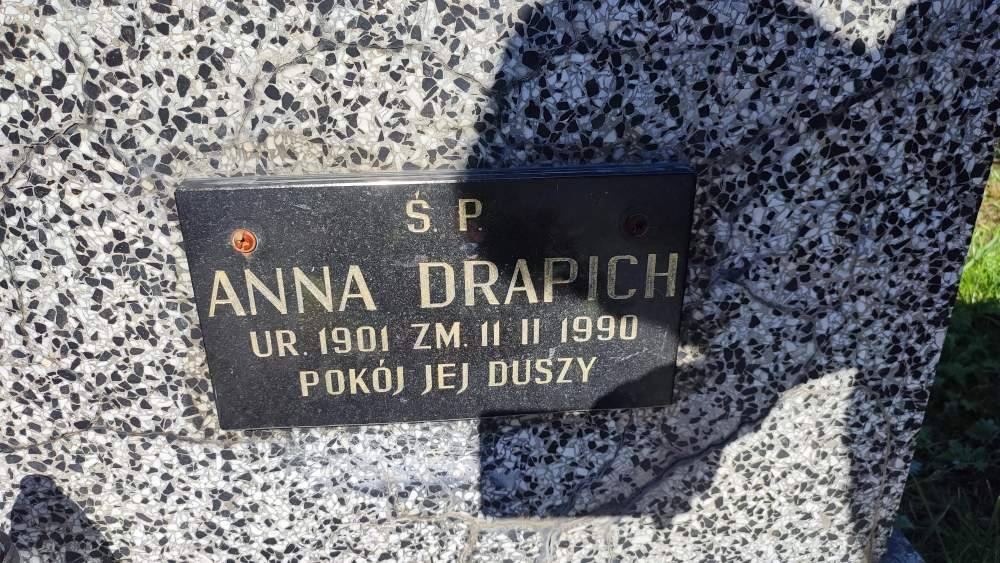 Ś. P.
ANNA DRAPICH
UR. 1901 ZM. 11 II 1990
POKÓJ JEJ DUSZY